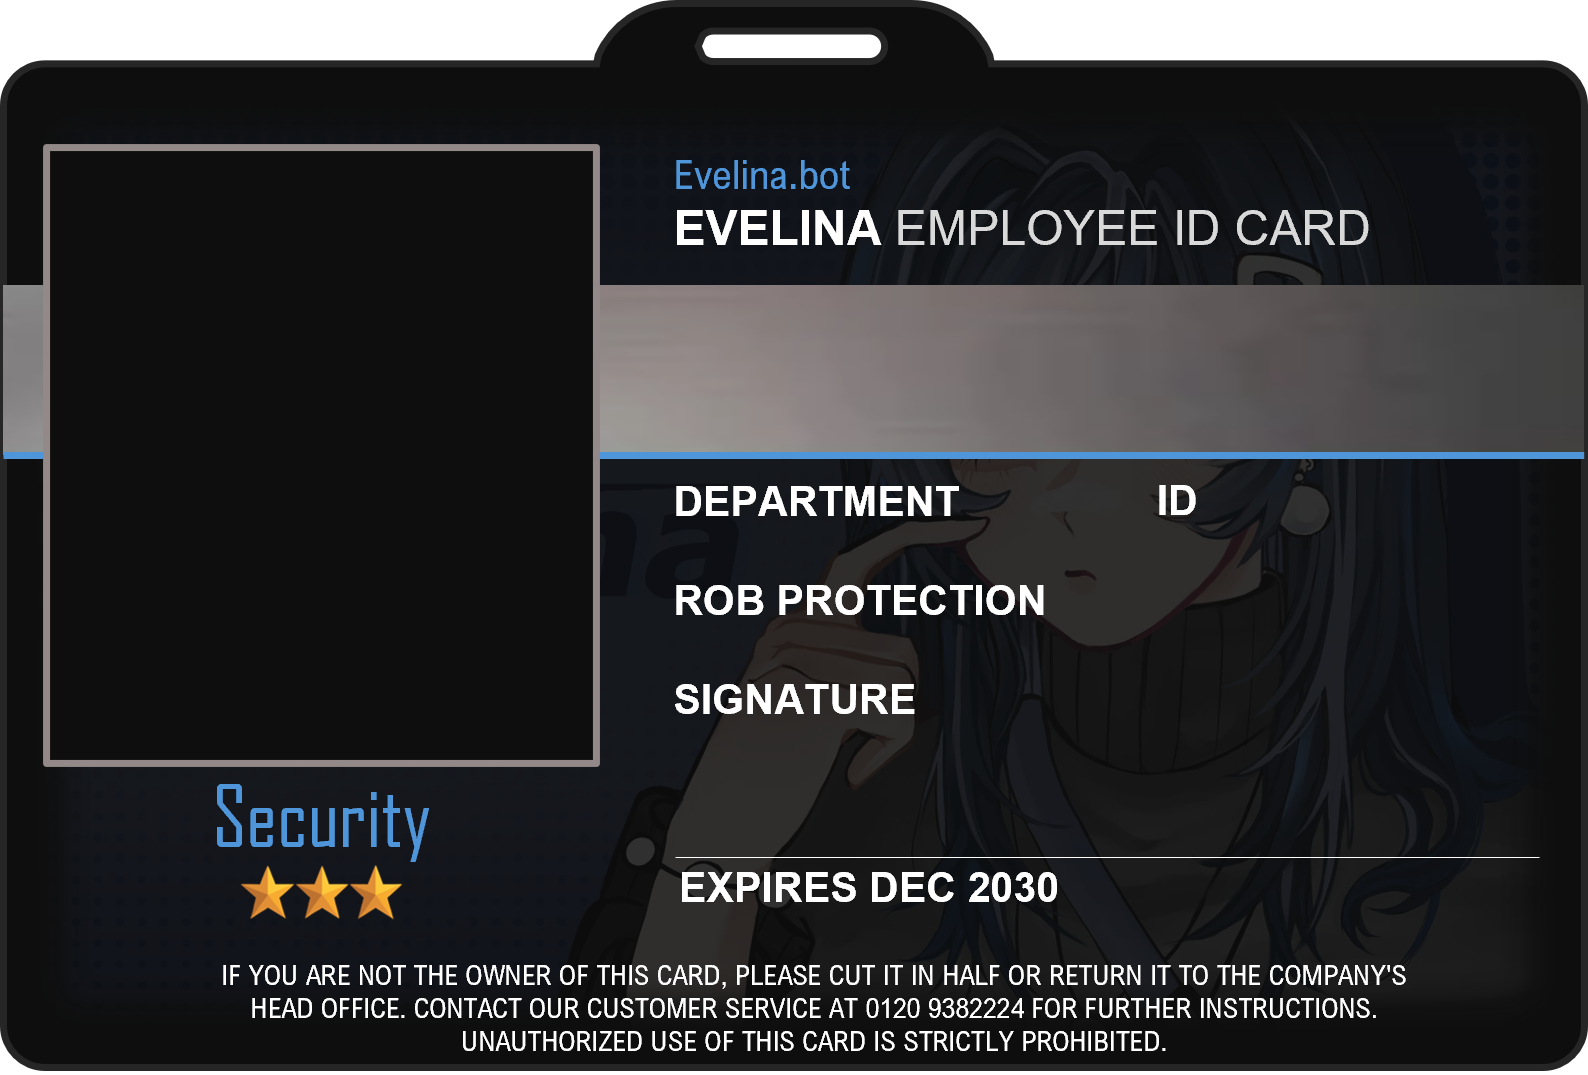 Evelina.bot
EVELINA EMPLOYEE ID CARD
DEPARTMENT ID
na
ROB PROTECTION
SIGNATURE
Security
EXPIRES DEC 2030
IF YOU ARE NOT THE OWNER OF THIS CARD, PLEASE CUT IT IN HALF OR RETURN IT TO THE COMPANY'S
HEAD OFFICE. CONTACT OUR CUSTOMER SERVICE AT 0120 9382224 FOR FURTHER INSTRUCTIONS.
UNAUTHORIZED USE OF THIS CARD IS STRICTLY PROHIBITED.